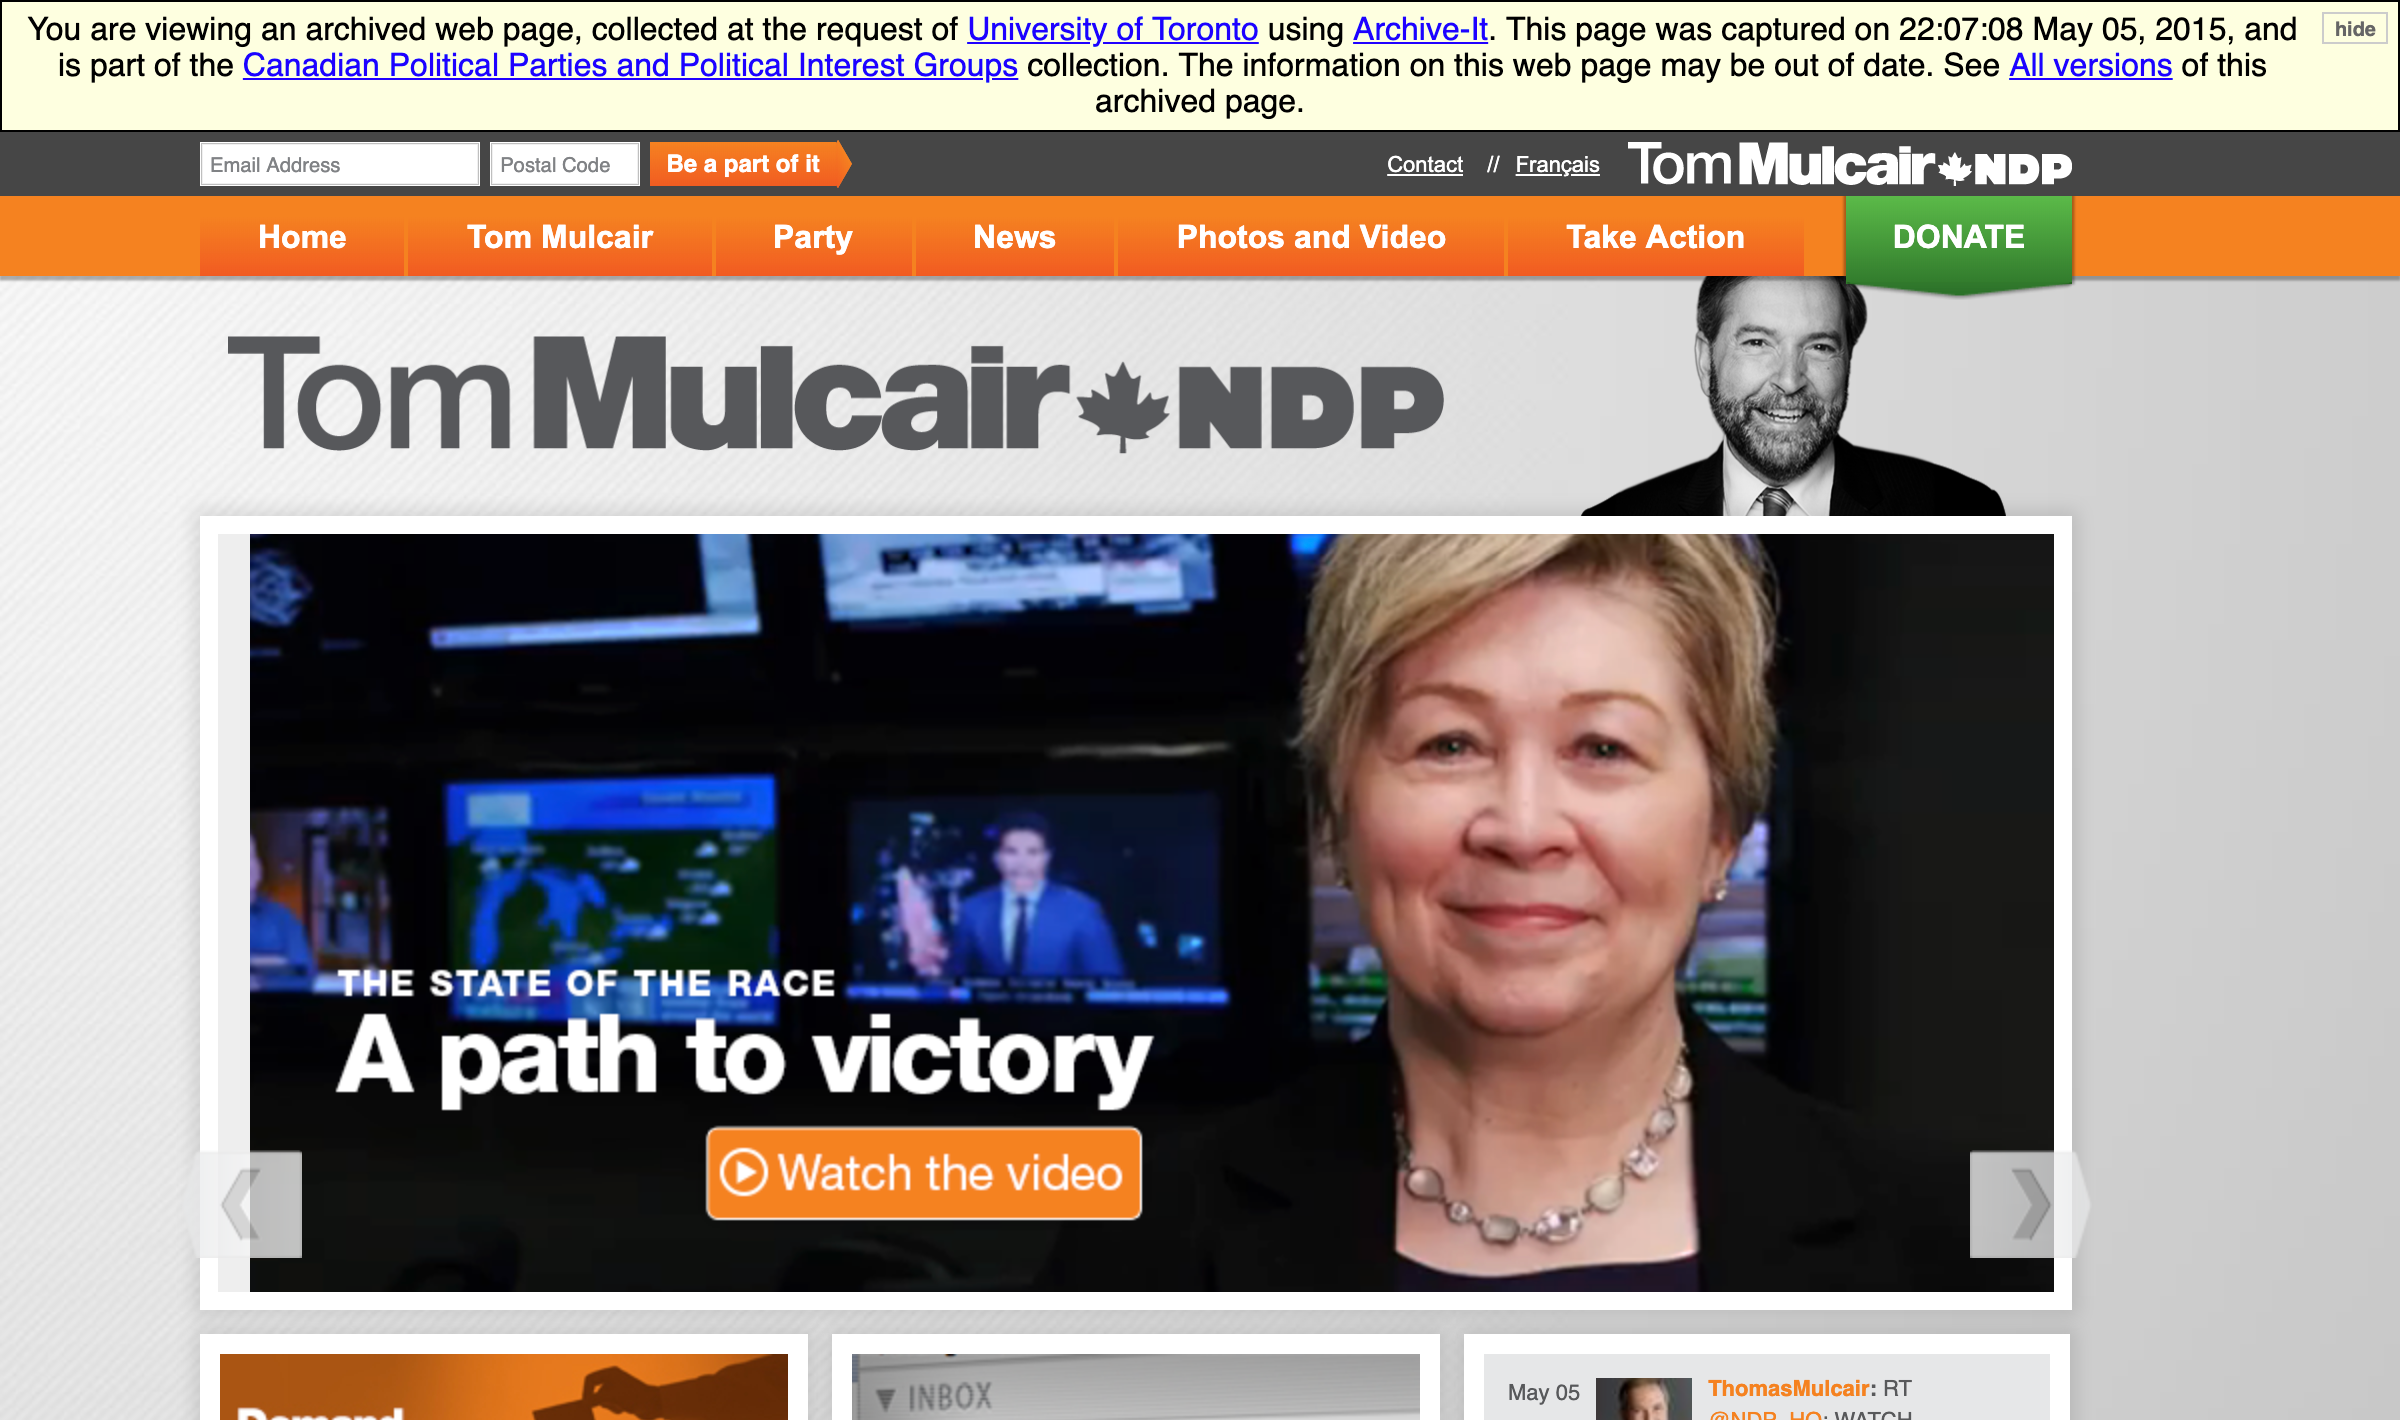 You are viewing an archived web page, collected at the request of University of Toronto using Archive-It. This page was captured on 22:07:08 May 05, 2015, and
hide
is part of the Canadian Political Parties and Political Interest Groups collection. The information on this web page may be out of date. See All versions of this
archived page.
Email Address
Postal Code
Be a part of it
Contact // Français
Tom Mulcair NDP
Home
Tom Mulcair
Party
News
Photos and Video
Take Action
DONATE
Tom Mulcair NDP
THE STATE OF THE RACE
A path to victory
Watch the video
Demand
INBOX
May 05
ThomasMulcair: RT
@NDP_HQ: WATCH